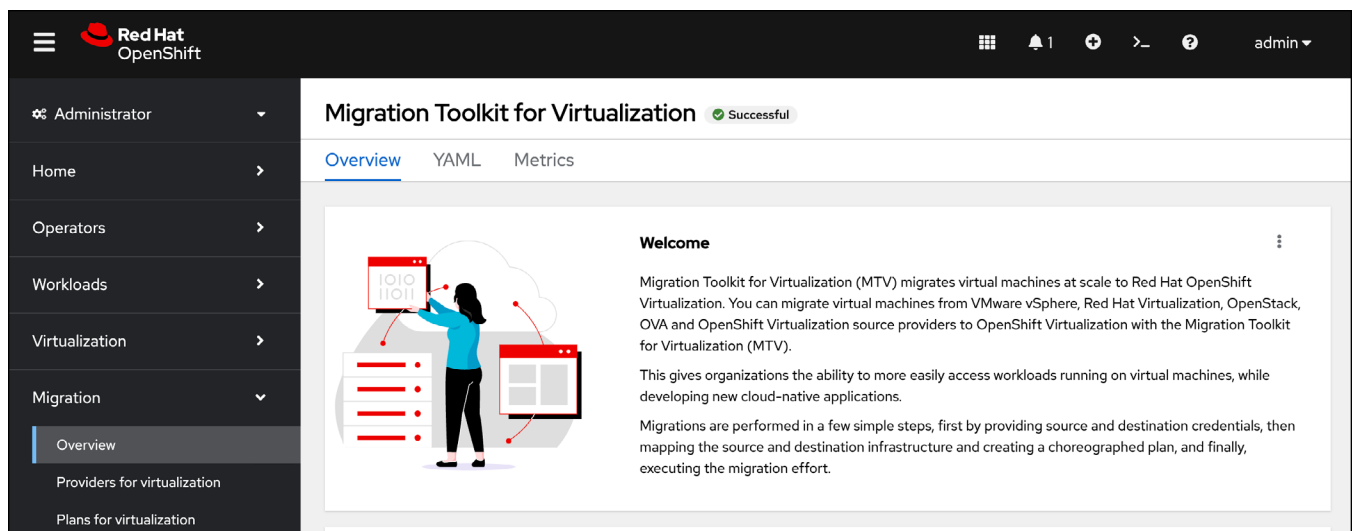 Red Hat
OpenShift
1
admin
Administrator
Home
Operators
Workloads
Virtualization
Migration
Overview
Providers for virtualization
Plans for virtualization
Migration Toolkit for Virtualization Successful
Overview YAML Metrics
1010
11011
Welcome
Migration Toolkit for Virtualization (MTV) migrates virtual machines at scale to Red Hat OpenShift
Virtualization. You can migrate virtual machines from VMware vSphere, Red Hat Virtualization, OpenStack,
OVA and OpenShift Virtualization source providers to OpenShift Virtualization with the Migration Toolkit
for Virtualization (MTV).
This gives organizations the ability to more easily access workloads running on virtual machines, while
developing new cloud-native applications.
Migrations are performed in a few simple steps, first by providing source and destination credentials, then
mapping the source and destination infrastructure and creating a choreographed plan, and finally,
executing the migration effort.